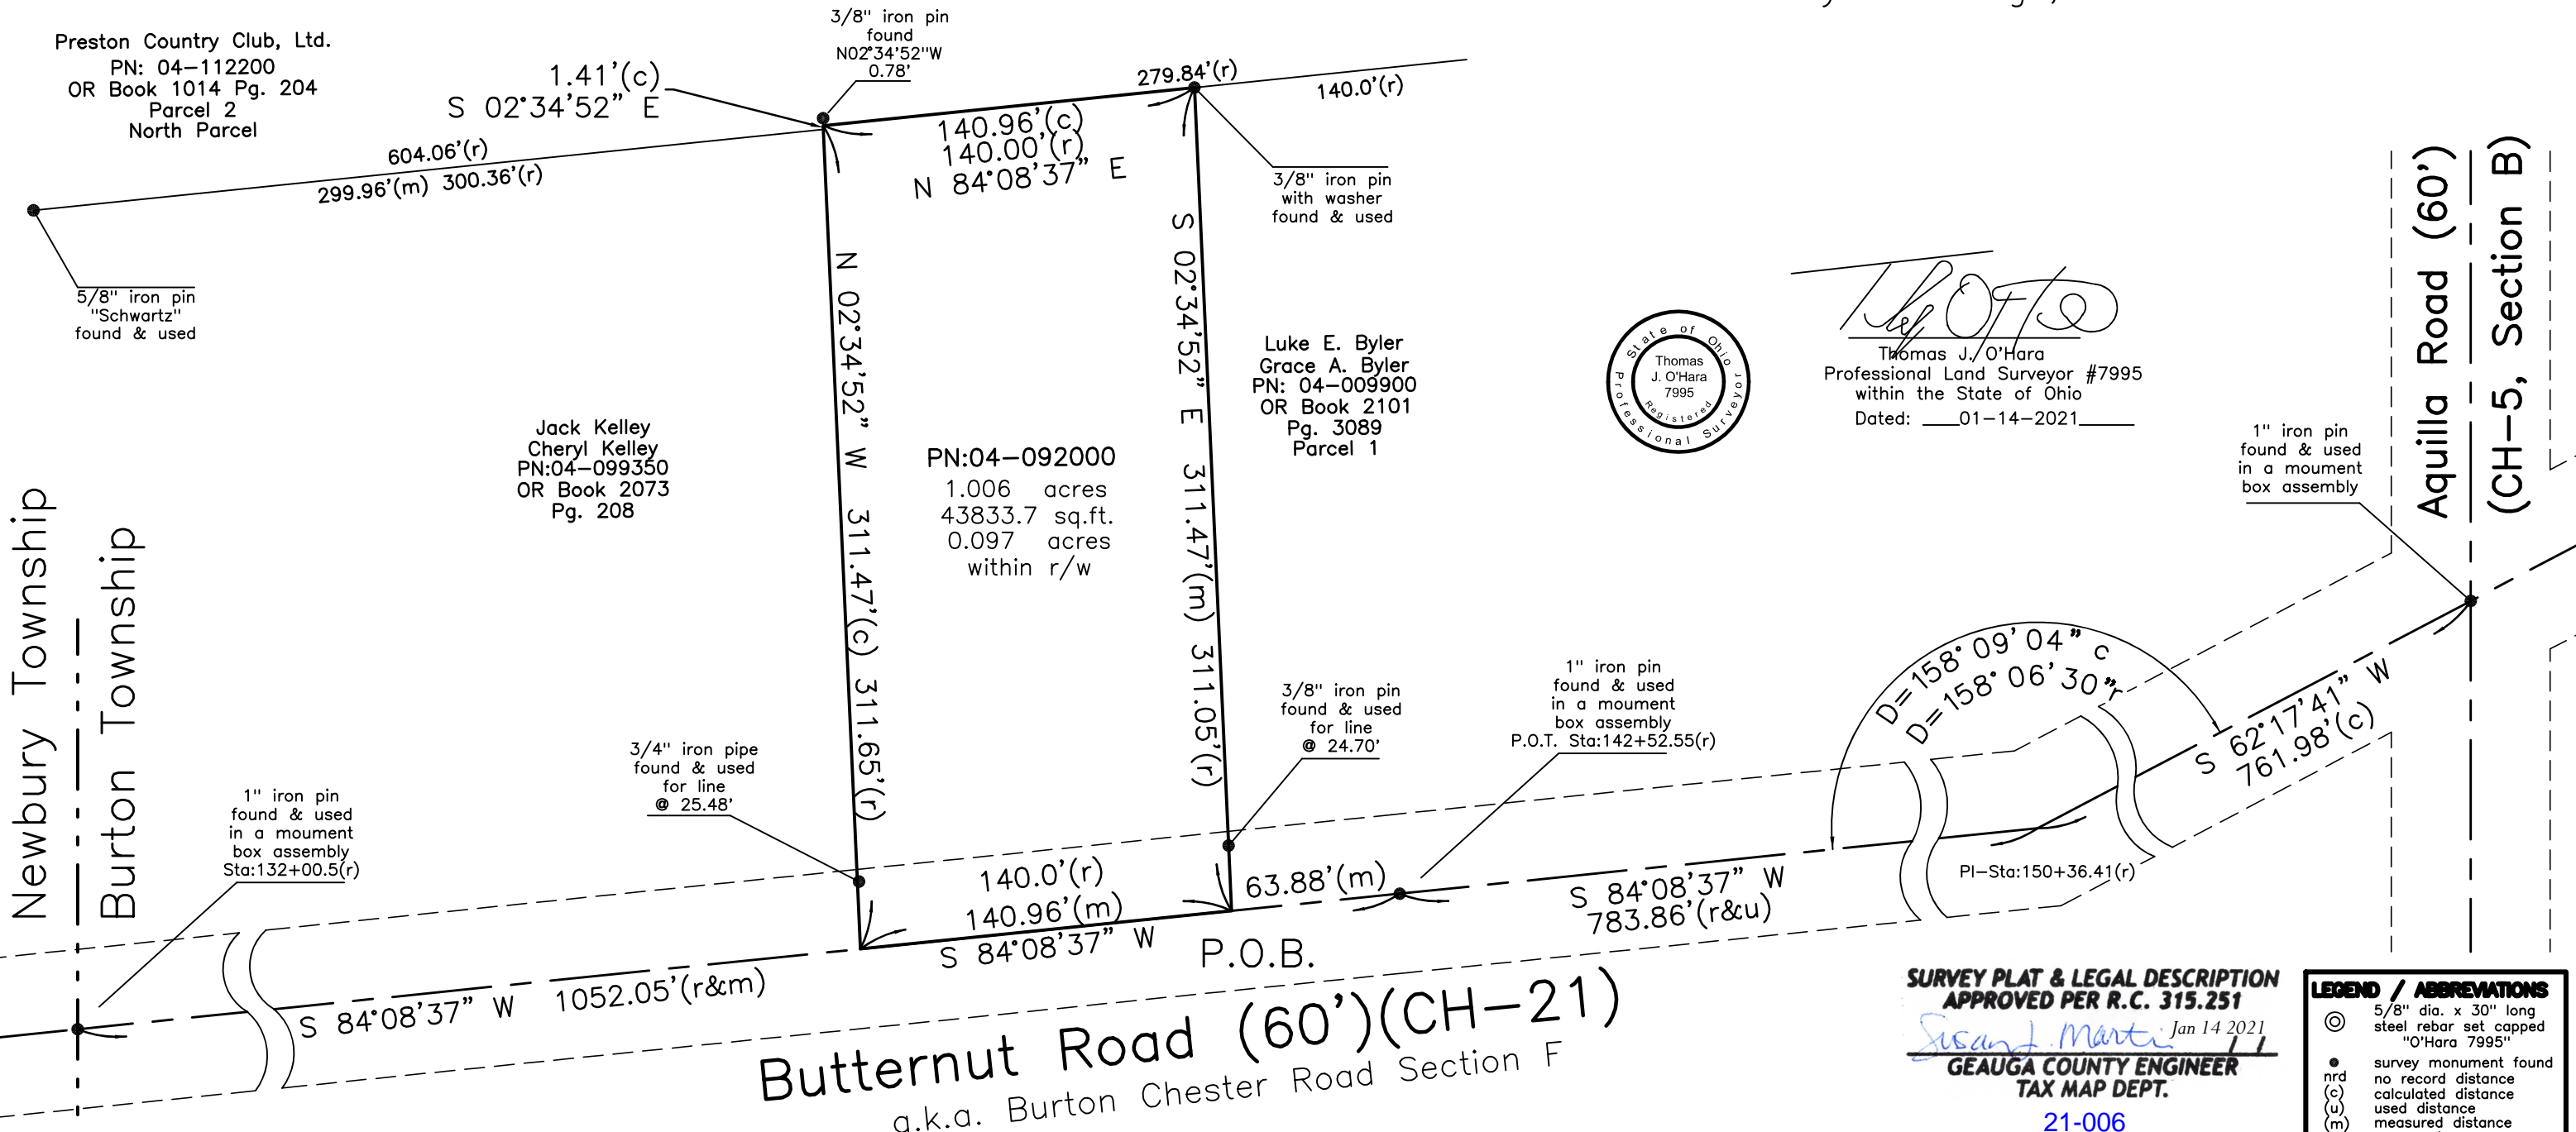 Preston Country Club, Ltd.
PN: 04-112200
OR Book 1014 Pg. 204
Parcel 2
North Parcel
3/8" iron pin
found
N02°34'52"W
0.78'
1.41'(c)
S 02°34'52" E
604.06'(r)
299.96'(m) 300.36'(r)
5/8" iron pin
"Schwartz"
found & used
279.84'(r)
140.0'(r)
140.96'(c)
140.00'(r)
N 84°08'37" E
3/8" iron pin
with washer
found & used
N 02°34'52" W 311.47'(c) 311.65'(r)
S 02°34'52" E 311.47'(m) 311.05'(r)
Jack Kelley
Cheryl Kelley
PN:04-099350
OR Book 2073
Pg. 208
PN:04-092000
1.006 acres
43833.7 sq.ft.
0.097 acres
within r/w
Luke E. Byler
Grace A. Byler
PN: 04-009900
OR Book 2101
Pg. 3089
Parcel 1
State of Ohio
Thomas
J. O'Hara
7995
Registered
Professional Surveyor
Thomas J. O'Hara
Professional Land Surveyor #7995
within the State of Ohio
Dated: 01-14-2021
Aquilla Road (60')
(CH-5, Section B)
1" iron pin
found & used
in a moument
box assembly
Newbury Township
Burton Township
1" iron pin
found & used
in a moument
box assembly
Sta:132+00.5(r)
3/4" iron pipe
found & used
for line
@ 25.48'
3/8" iron pin
found & used
for line
@ 24.70'
1" iron pin
found & used
in a moument
box assembly
P.O.T. Sta:142+52.55(r)
D=158°09'04" c
D=158°06'30"r
S 62°17'41" W
761.98'(c)
PI-Sta:150+36.41(r)
140.0'(r)
140.96'(m)
S 84°08'37" W
63.88'(m)
P.O.B.
S 84°08'37" W
783.86'(r&u)
S 84°08'37" W 1052.05'(r&m)
Butternut Road (60')(CH-21)
a.k.a. Burton Chester Road Section F
SURVEY PLAT & LEGAL DESCRIPTION
APPROVED PER R.C. 315.251
Susan J. Martin Jan 14 2021
/ /
GEAUGA COUNTY ENGINEER
TAX MAP DEPT.
21-006
LEGEND / ABBREVIATIONS
5/8" dia. x 30" long
steel rebar set capped
"O'Hara 7995"
survey monument found
nrd no record distance
(c) calculated distance
(u) used distance
(m) measured distance